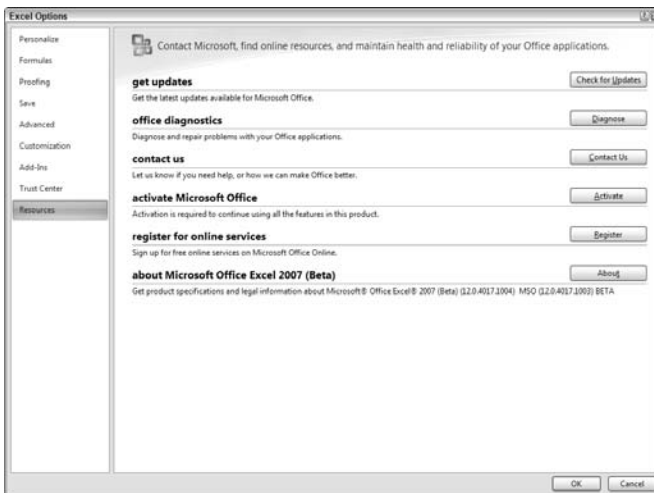 Excel Options
Personalize
Formulas
Proofing
Save
Advanced
Customization
Add-Ins
Trust Center
Resources
Contact Microsoft, find online resources, and maintain health and reliability of your Office applications.
get updates
Check for Updates
Get the latest updates available for Microsoft Office.
office diagnostics
Diagnose
Diagnose and repair problems with your Office applications.
contact us
Contact Us
Let us know if you need help, or how we can make Office better.
activate Microsoft Office
Activate
Activation is required to continue using all the features in this product.
register for online services
Register
Sign up for free online services on Microsoft Office Online.
about Microsoft Office Excel 2007 (Beta)
About
Get product specifications and legal information about Microsoft® Office Excel® 2007 (Beta) (12.0.4017.1004) MSO (12.0.4017.1003) BETA
OK
Cancel